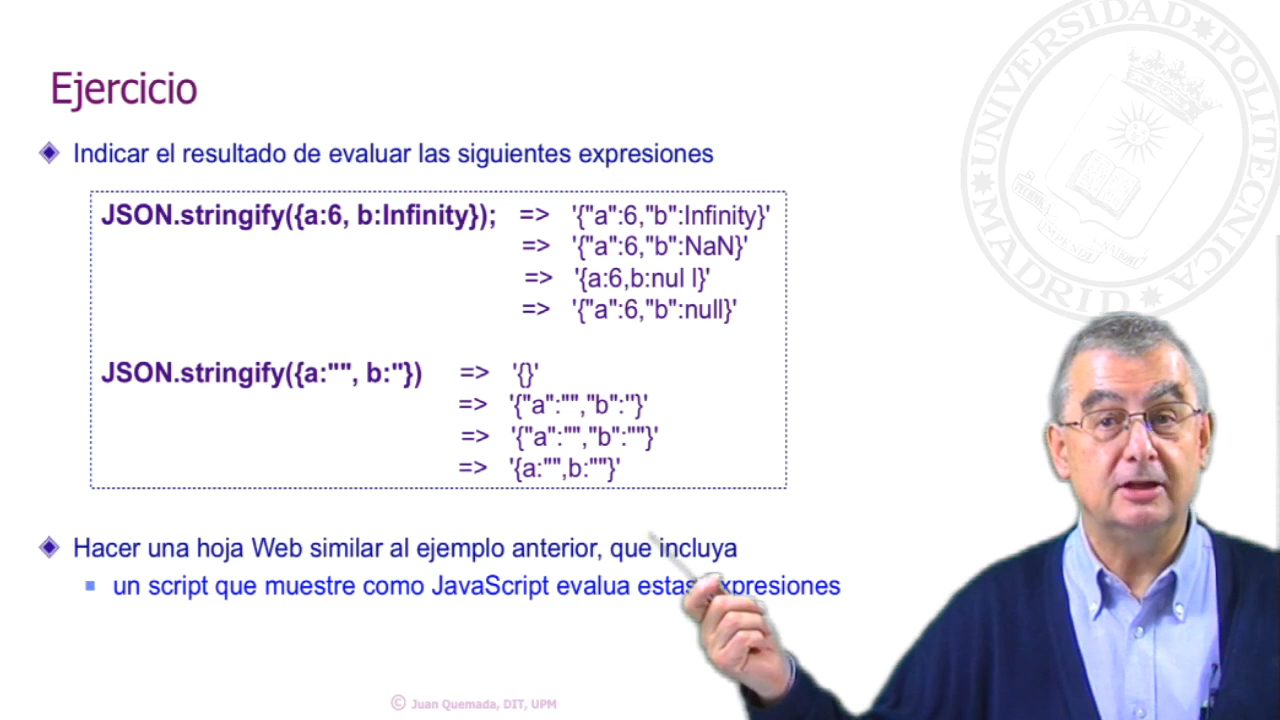 UNIVERSIDAD POLITÉCNICA
MADRID
Ejercicio
Indicar el resultado de evaluar las siguientes expresiones
JSON.stringify({a:6, b:Infinity}); => '{"a":6,"b":Infinity}'
=> '{"a":6,"b":NaN}'
=> '{a:6,b:nul l}'
=> '{"a":6,"b":null}'
JSON.stringify({a:"", b:''}) => '{}'
=> '{"a":"","b":''}'
=> '{"a":"","b":""}'
=> '{a:"",b:""}'
Hacer una hoja Web similar al ejemplo anterior, que incluya
un script que muestre como JavaScript evalua estas expresiones
© Juan Quemada, DIT, UPM